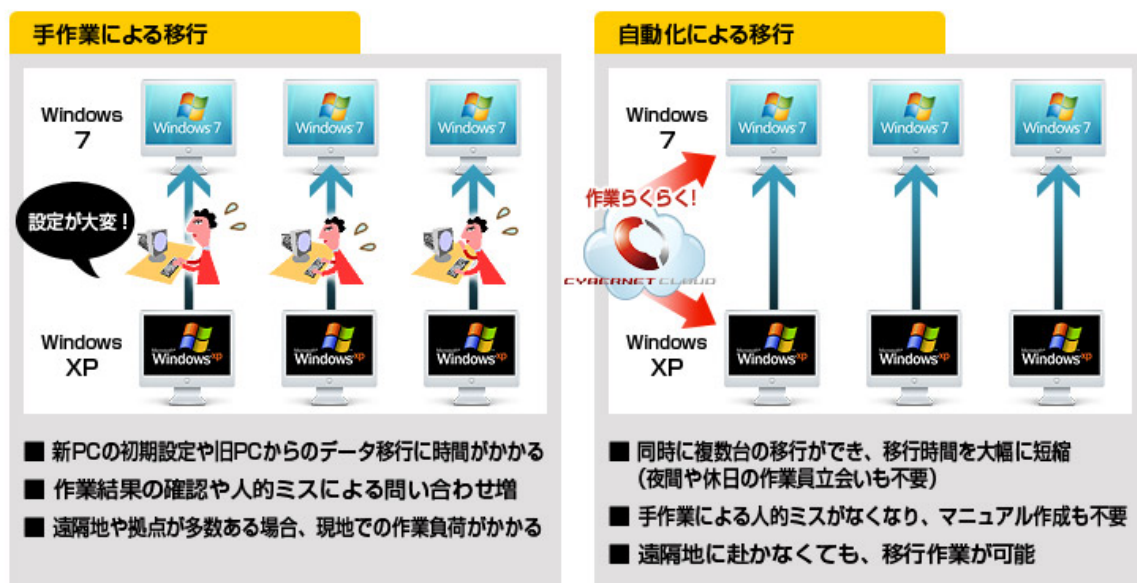 手作業による移行
Windows
7
Windows 7
Windows 7
Windows 7
設定が大変！
Windows
XP
Microsoft
Windows xp
Microsoft
Windows xp
Microsoft
Windows xp
■ 新PCの初期設定や旧PCからのデータ移行に時間がかかる
■ 作業結果の確認や人的ミスによる問い合わせ増
■ 遠隔地や拠点が多数ある場合、現地での作業負荷がかかる
自動化による移行
Windows
7
Windows 7
Windows 7
Windows 7
作業らくらく!
CYBERNET CLOUD
Windows
XP
Microsoft
Windows xp
Microsoft
Windows xp
Microsoft
Windows xp
■ 同時に複数台の移行ができ、移行時間を大幅に短縮
（夜間や休日の作業員立会いも不要）
■ 手作業による人的ミスがなくなり、マニュアル作成も不要
■ 遠隔地に赴かなくても、移行作業が可能